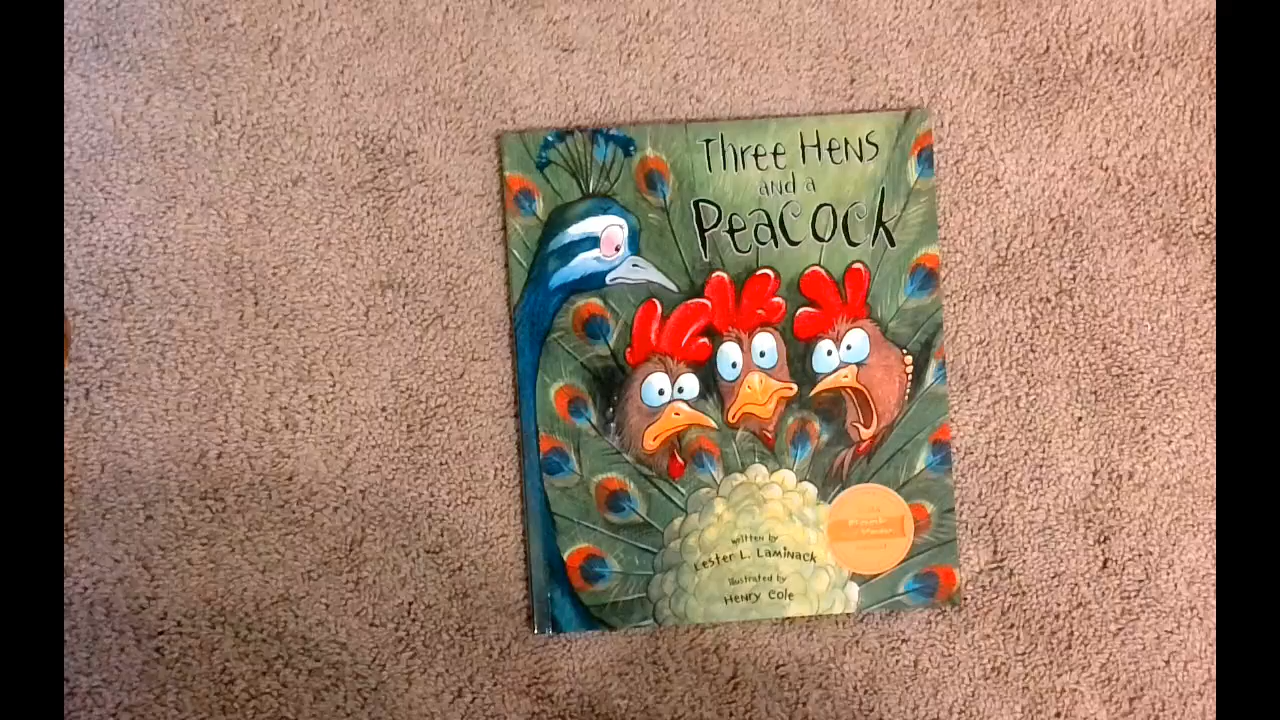 Three Hens
and a
Peacock
written by
Lester L. Laminack
illustrated by
Henry Cole